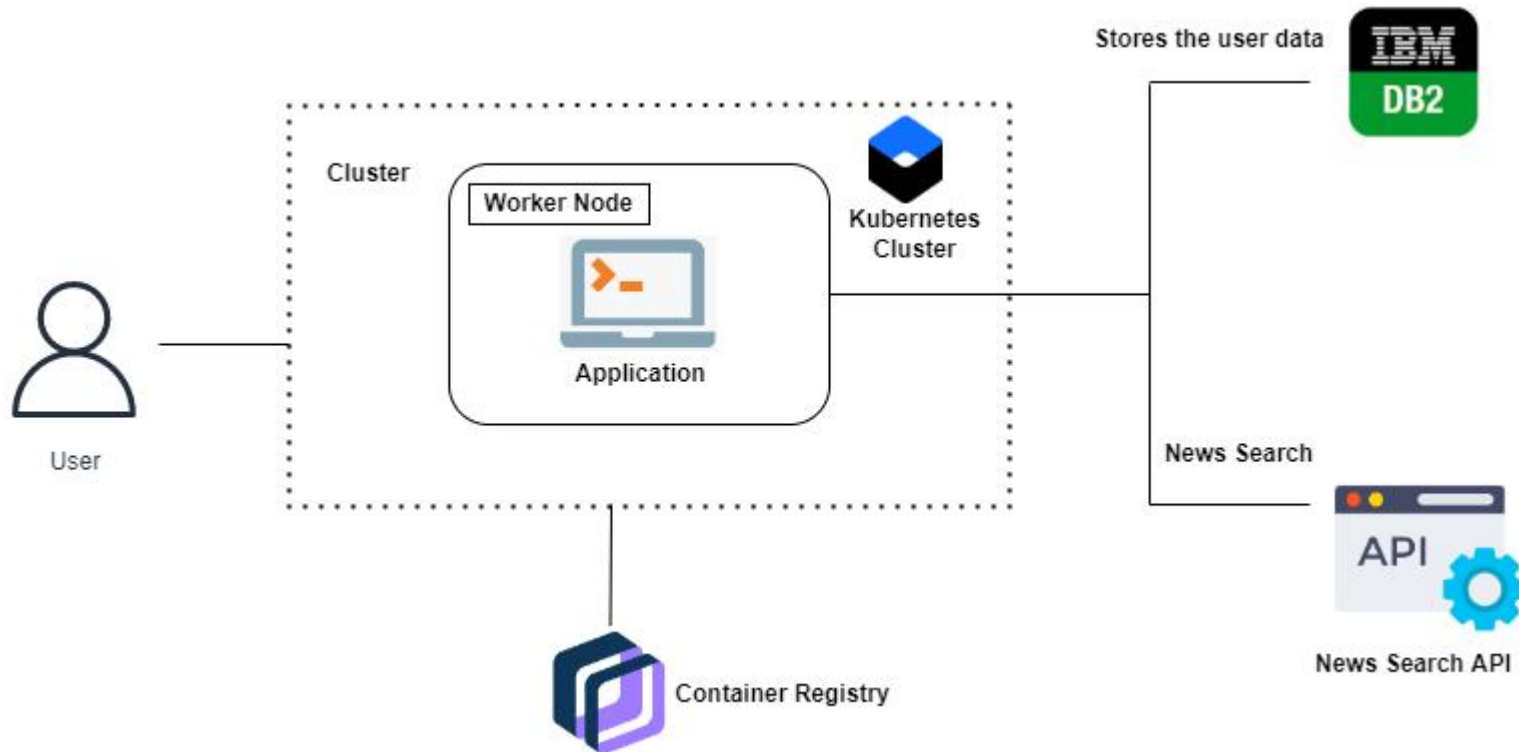 Stores the user data
IBM
DB2
Cluster
Worker Node
Kubernetes
Cluster
Application
User
News Search
API
News Search API
Container Registry